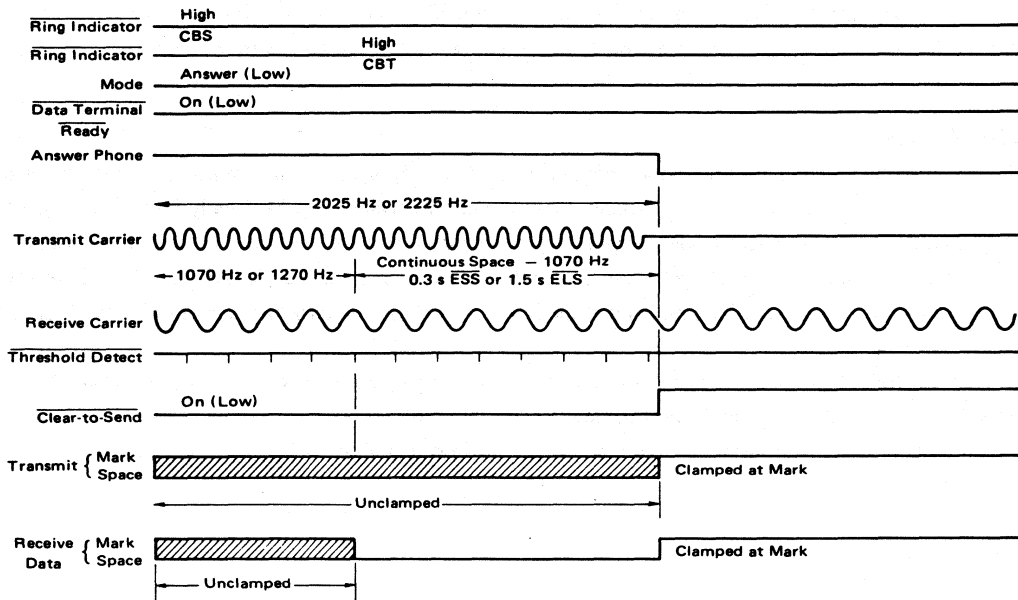 High
Ring Indicator
CBS
High
Ring Indicator
CBT
Answer (Low)
Mode
On (Low)
Data Terminal
Ready
Answer Phone
2025 Hz or 2225 Hz
Transmit Carrier
Continuous Space — 1070 Hz
1070 Hz or 1270 Hz
0.3 s ESS or 1.5 s ELS
Receive Carrier
Threshold Detect
On (Low)
Clear-to-Send
Transmit { Mark
Space
Clamped at Mark
Unclamped
Receive { Mark
Data Space
Clamped at Mark
Unclamped